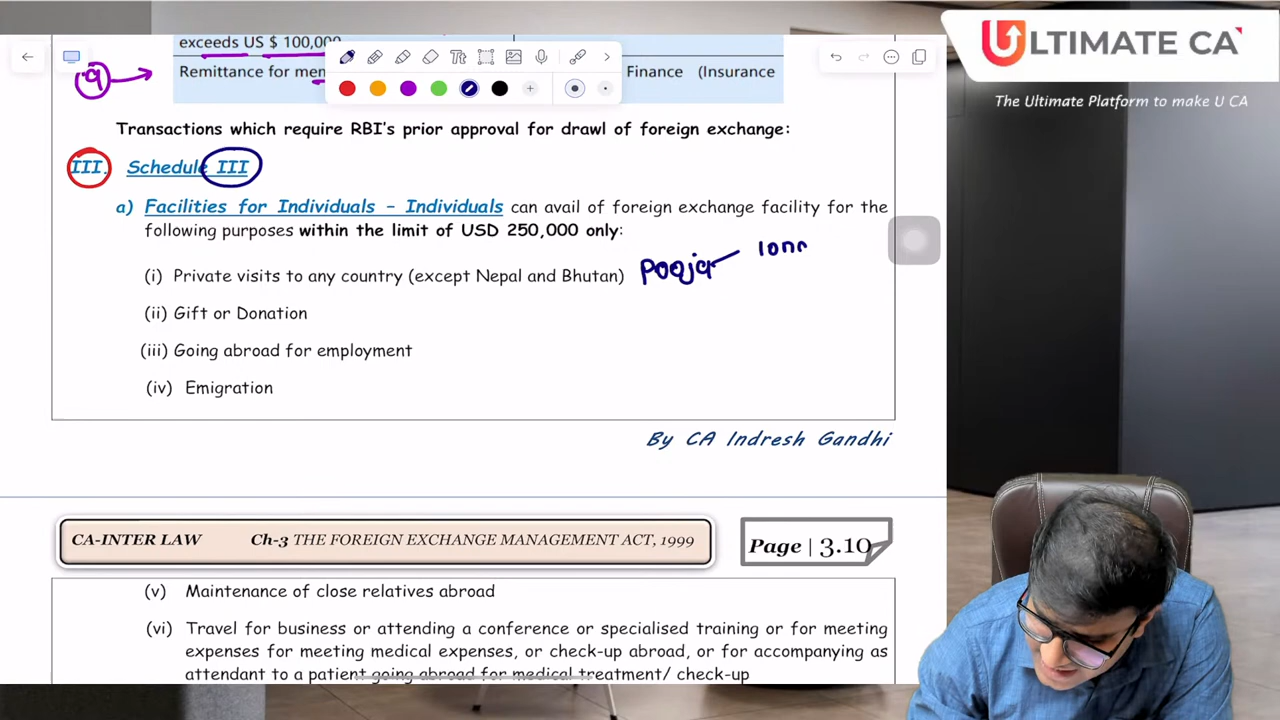 exceeds US $ 100,000
Remittance for Finance (Insurance
9
ULTIMATE CA
The Ultimate Platform to make U CA
Transactions which require RBI's prior approval for drawl of foreign exchange:
III. Schedule III
a) Facilities for Individuals – Individuals can avail of foreign exchange facility for the
following purposes within the limit of USD 250,000 only:
(i) Private visits to any country (except Nepal and Bhutan) Pooja
(ii) Gift or Donation
(iii) Going abroad for employment
(iv) Emigration
By CA Indresh Gandhi
CA-INTER LAW Ch-3 THE FOREIGN EXCHANGE MANAGEMENT ACT, 1999
Page | 3.10
(v) Maintenance of close relatives abroad
(vi) Travel for business or attending a conference or specialised training or for meeting
expenses for meeting medical expenses, or check-up abroad, or for accompanying as
attendant to a patient going abroad for medical treatment/ check-up